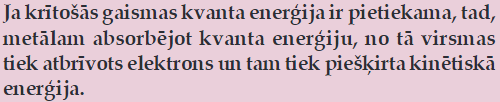 Ja krītošās gaismas kvanta enerģija ir pietiekama, tad,
metālam absorbējot kvanta enerģiju, no tā virsmas
tiek atbrīvots elektrons un tam tiek piešķirta kinētiskā
enerģija.